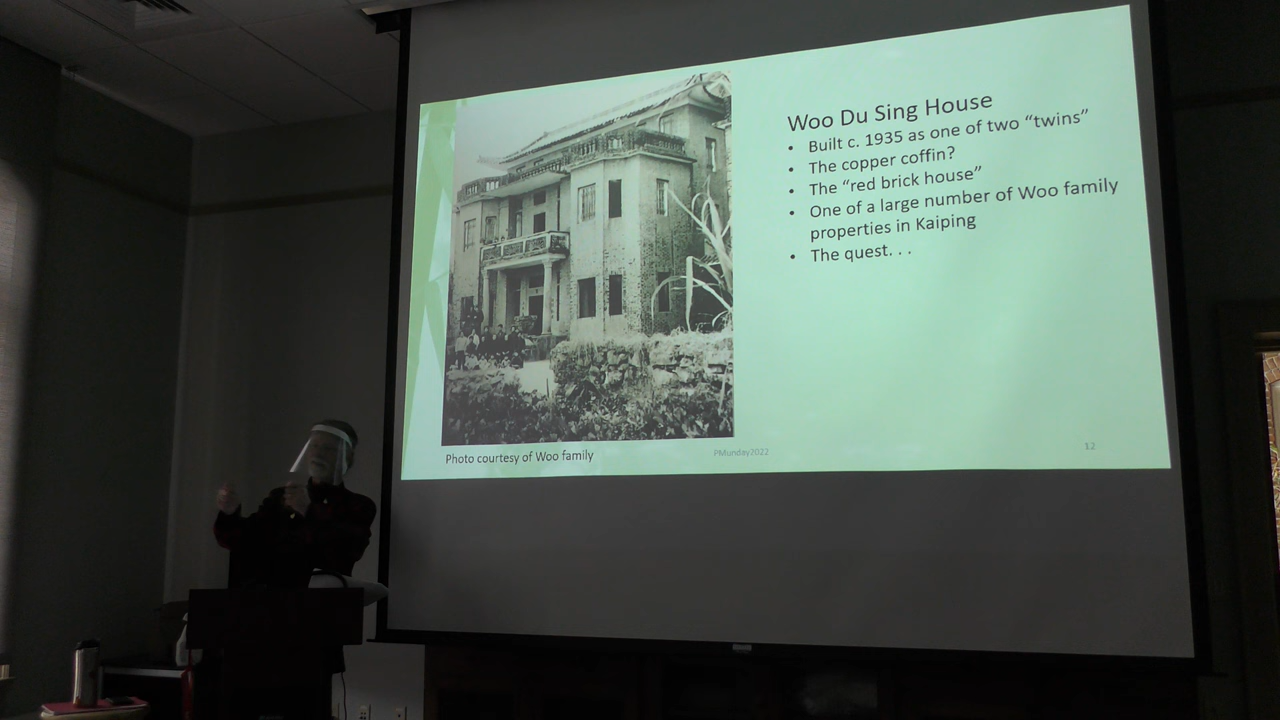 Woo Du Sing House
• Built c. 1935 as one of two “twins”
• The copper coffin?
• The “red brick house”
• One of a large number of Woo family
properties in Kaiping
• The quest. . .
Photo courtesy of Woo family
PMunday2022
12